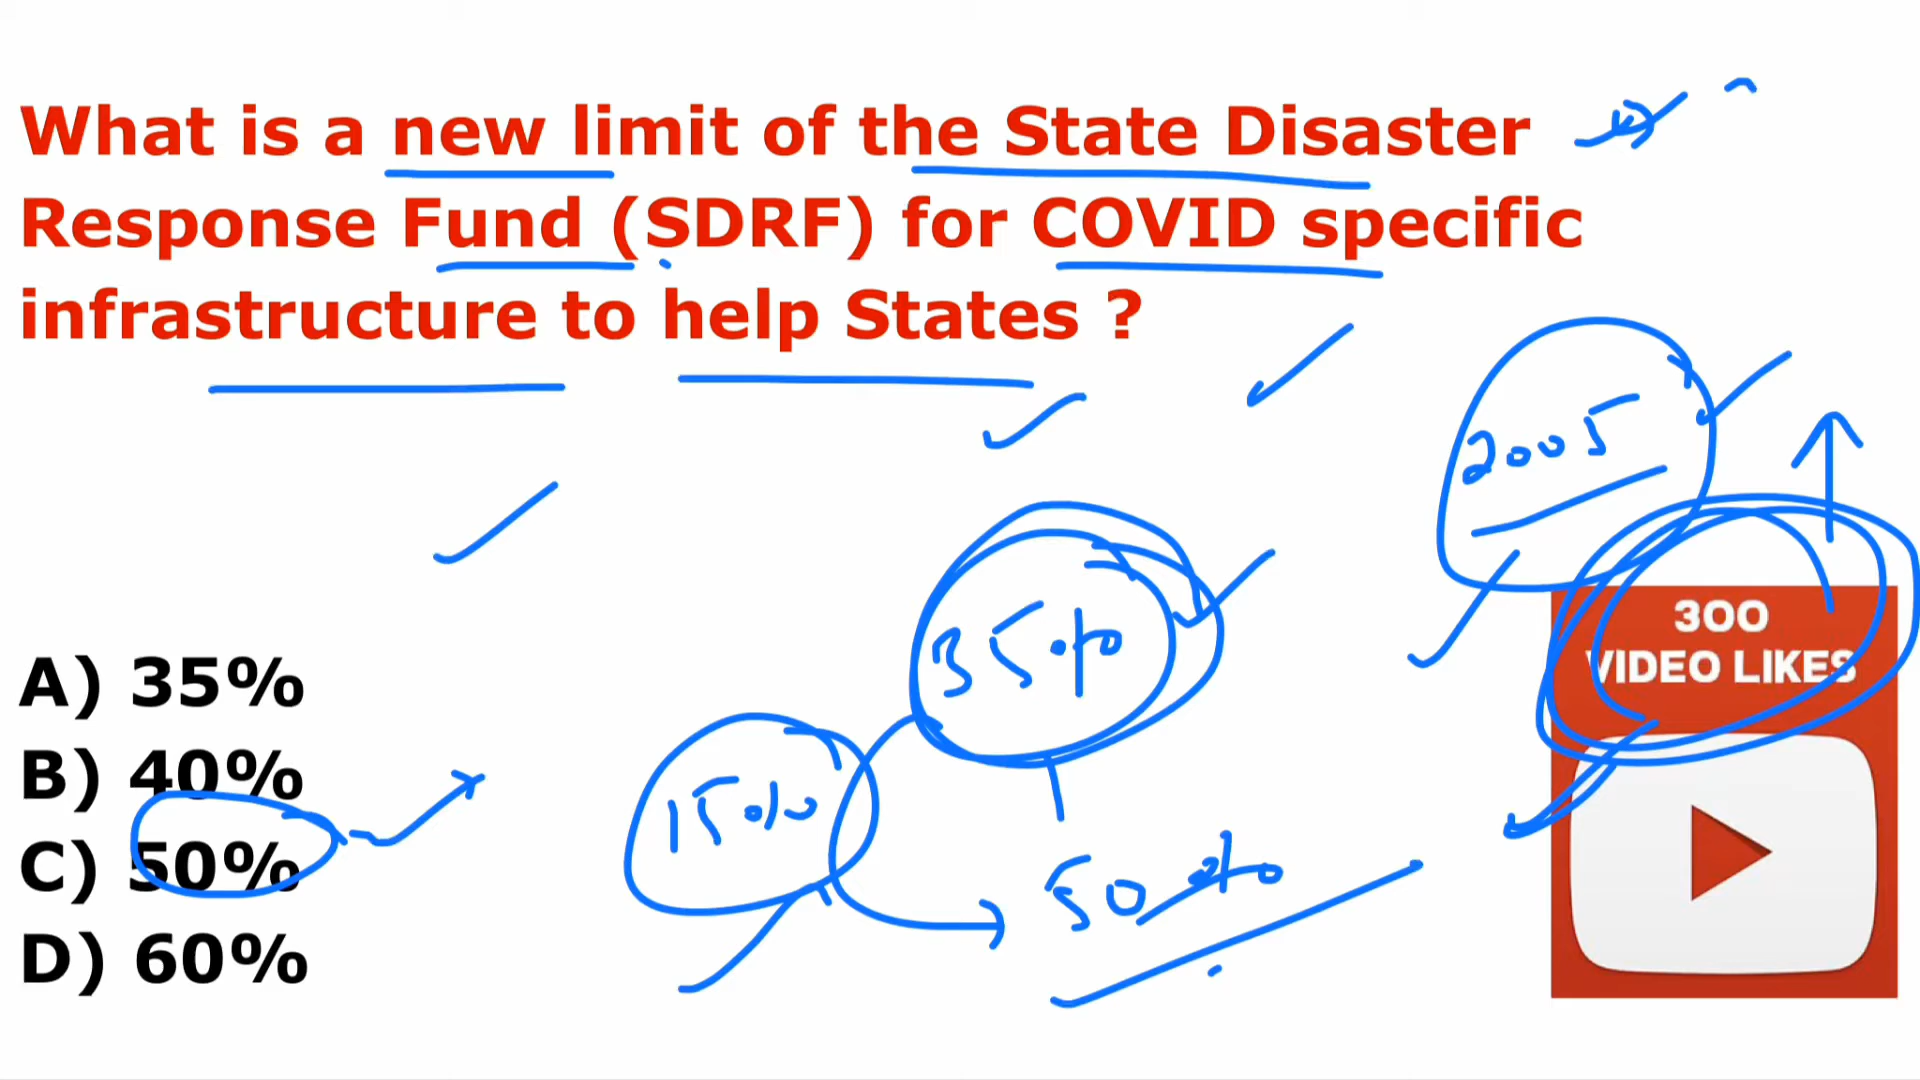 What is a new limit of the State Disaster
Response Fund (SDRF) for COVID specific
infrastructure to help States ?
2005
35%
15%
50%
A) 35%
B) 40%
C) 50%
D) 60%
300
VIDEO LIKES